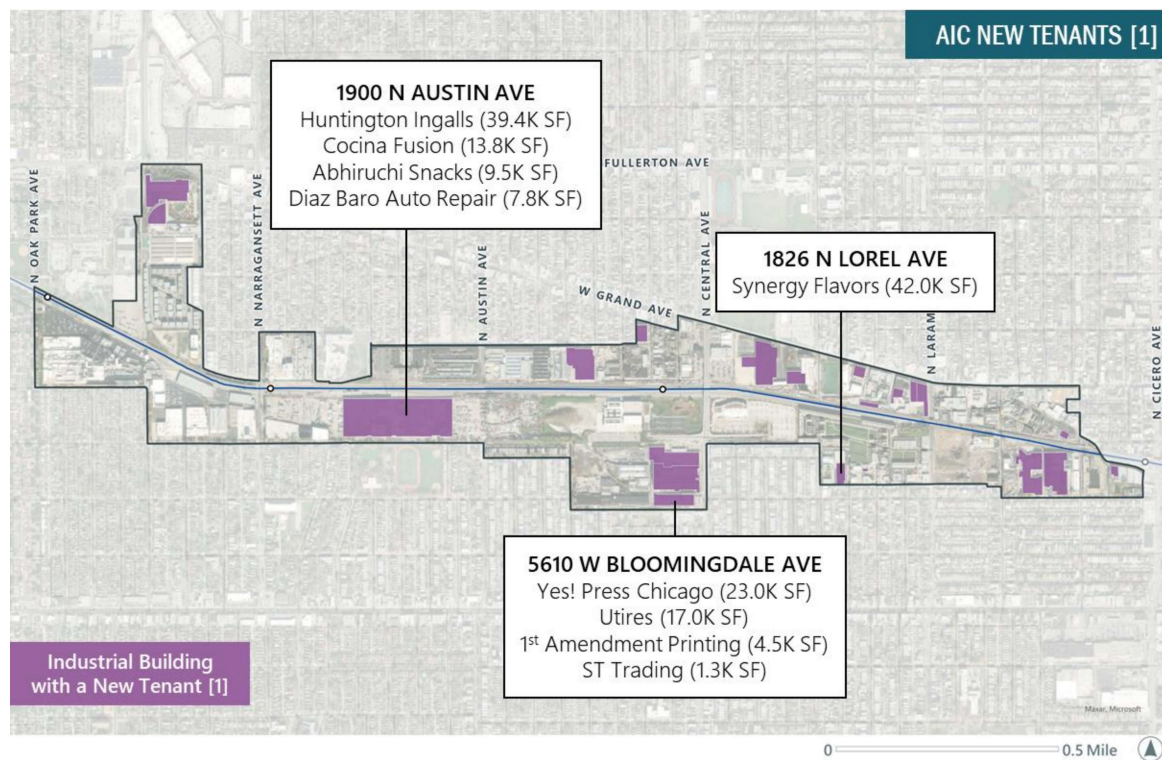 AIC NEW TENANTS [1]
1900 N AUSTIN AVE
Huntington Ingalls (39.4K SF)
Cocina Fusion (13.8K SF)
Abhiruchi Snacks (9.5K SF)
Diaz Baro Auto Repair (7.8K SF)
FULLERTON AVE
N OAK PARK AVE
N NARRAGANSETT AVE
N AUSTIN AVE
W GRAND AVE
N CENTRAL AVE
1826 N LOREL AVE
Synergy Flavors (42.0K SF)
N LARAM
N CICERO AVE
5610 W BLOOMINGDALE AVE
Yes! Press Chicago (23.0K SF)
Utires (17.0K SF)
1st Amendment Printing (4.5K SF)
ST Trading (1.3K SF)
Industrial Building
with a New Tenant [1]
Maxar, Microsoft
0 0.5 Mile